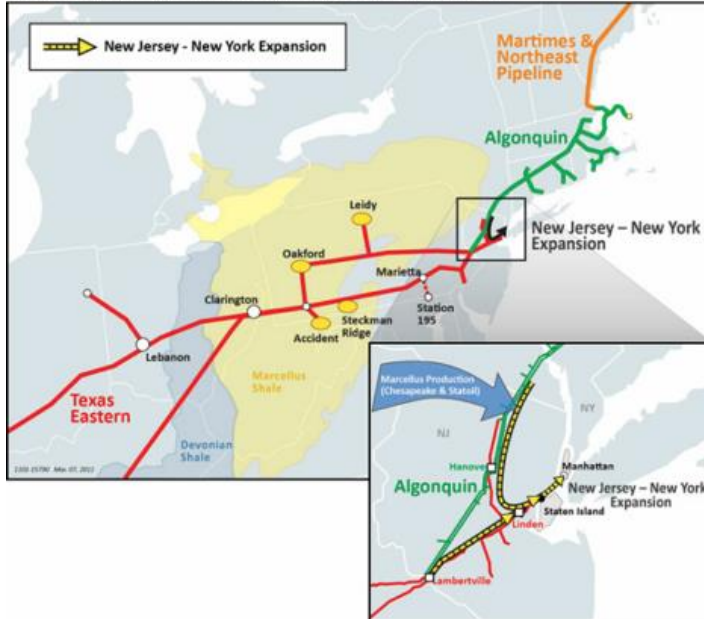 New Jersey - New York Expansion
Martimes &
Northeast Pipeline
Algonquin
Leidy
New Jersey – New York
Expansion
Oakford
Marietta
Clarington
Station
195
Steckman
Ridge
Accident
Lebanon
Marcellus
Shale
Texas
Eastern
Devonian
Shale
Marcellus Production
(Chesapeake & Statoil)
NY
NJ
Hanover
Manhattan
Algonquin
New Jersey – New York
Expansion
Staten Island
Linden
Lambertville